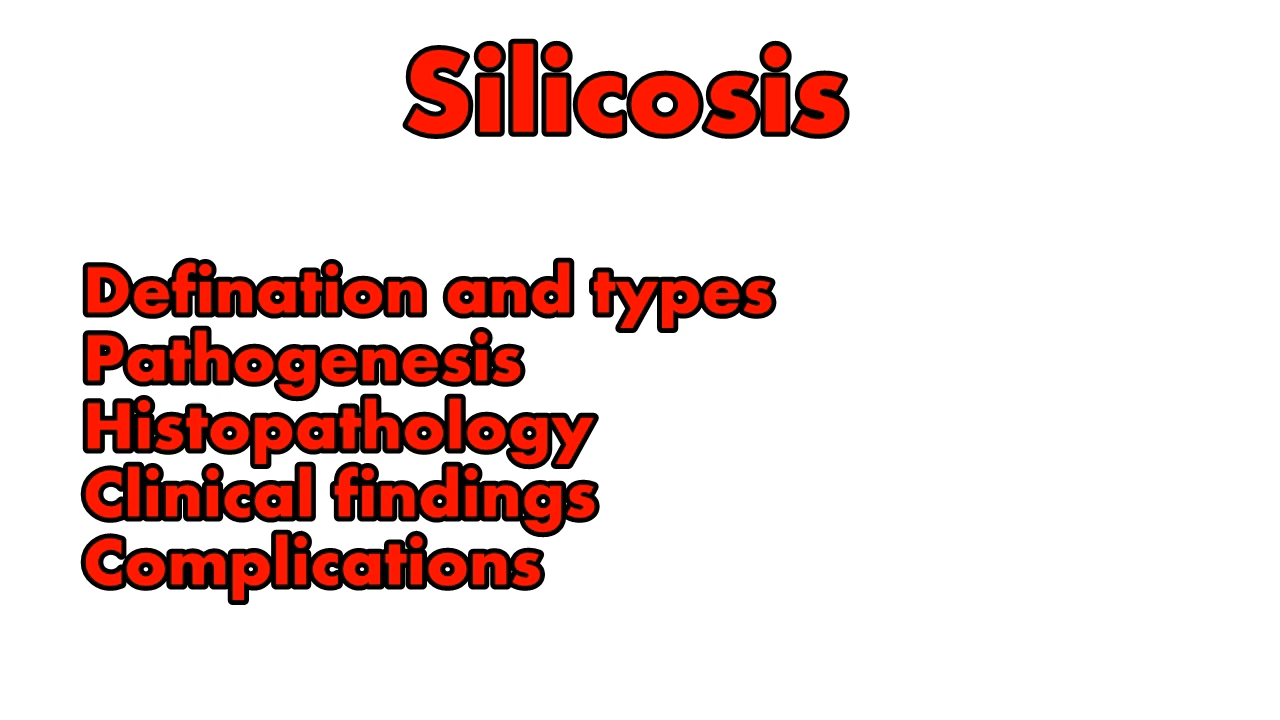 Silicosis
Defination and types
Pathogenesis
Histopathology
Clinical findings
Complications